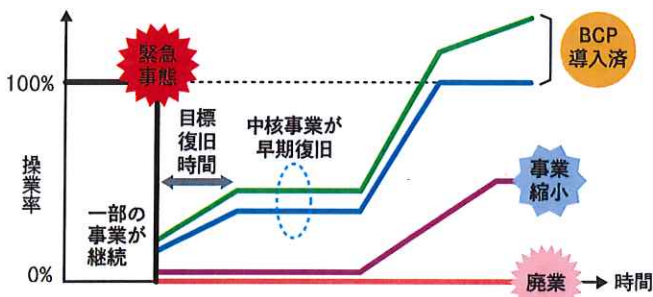 緊急
事態
BCP
導入済
100%
目標
復旧
時間
中核事業が
早期復旧
操業率
事業
縮小
一部の
事業が
継続
0%
廃業
時間